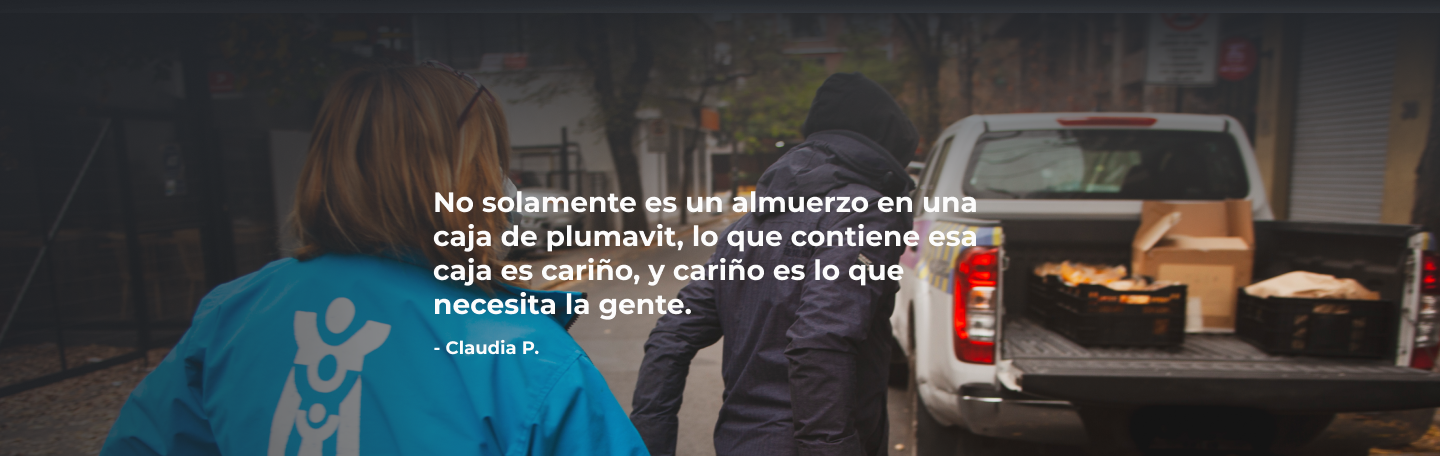 No solamente es un almuerzo en una
caja de plumavit, lo que contiene esa
caja es cariño, y cariño es lo que
necesita la gente.
- Claudia P.